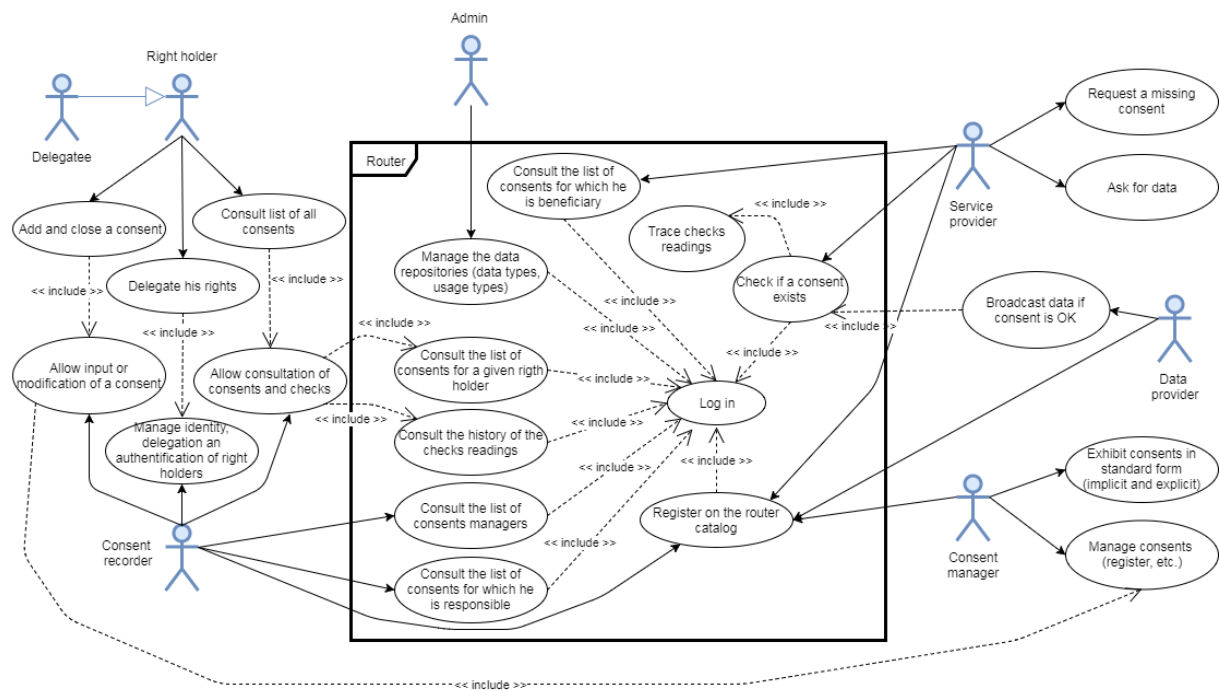 Admin
Right holder
Delegatee
Router
Consult the list of
consents for which he
is beneficiary
Request a missing
consent
Service
provider
Ask for data
Add and close a consent
Consult list of all
consents
<< include >>
Trace checks
readings
Manage the data
repositories (data types,
usage types)
<< include >>
<< include >>
<< include >>
Delegate his rights
<< include >>
Check if a consent
exists
Broadcast data if
consent is OK
<< include >>
<< include >>
<< include >>
<< include >>
Allow input or
modification of a consent
Allow consultation of
consents and checks
Consult the list of
consents for a given rigth
holder
<< include >>
<< include >>
Data
provider
Log in
<< include >>
Consult the history of the
checks readings
<< include >>
Manage identity,
delegation an
authentification of right
holders
<< include >>
<< include >>
Exhibit consents in
standard form
(implicit and explicit)
Consult the list of
consents managers
Register on the router
catalog
Consent
recorder
<< include >>
Consent
manager
Manage consents
(register, etc.)
Consult the list of
consents for which he
is responsible
<< include >>